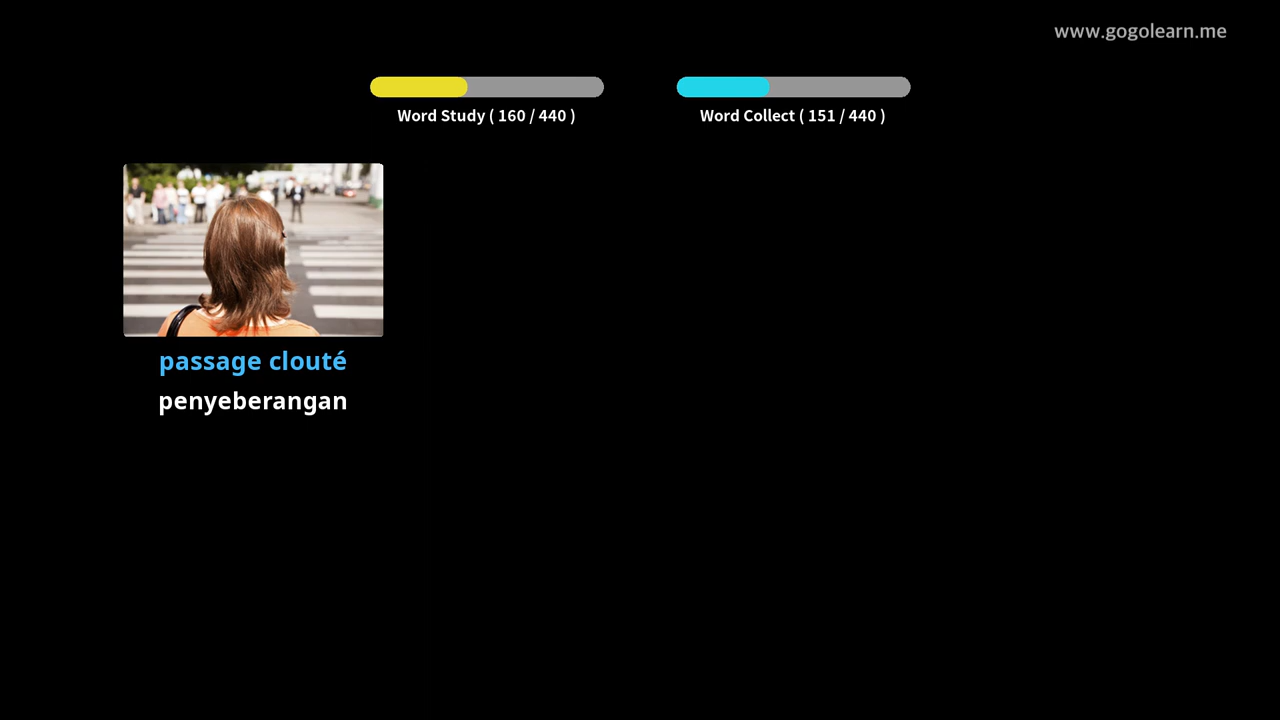 www.gogolearn.me
Word Study ( 160 / 440 )
Word Collect ( 151 / 440 )
passage clouté
penyeberangan